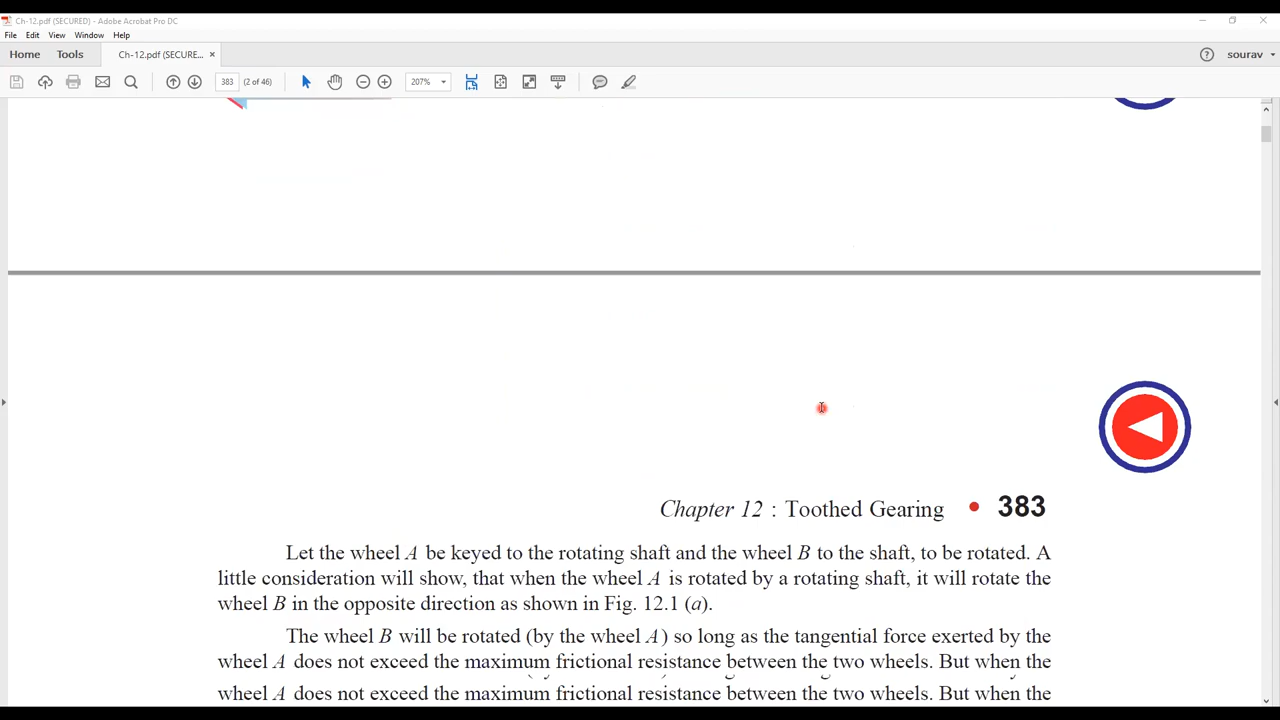 Ch-12.pdf (SECURED) - Adobe Acrobat Pro DC
File Edit View Window Help
Home Tools Ch-12.pdf (SECURE... × sourav
383 (2 of 46) 207%
Chapter 12 : Toothed Gearing • 383
Let the wheel A be keyed to the rotating shaft and the wheel B to the shaft, to be rotated. A
little consideration will show, that when the wheel A is rotated by a rotating shaft, it will rotate the
wheel B in the opposite direction as shown in Fig. 12.1 (a).
The wheel B will be rotated (by the wheel A) so long as the tangential force exerted by the
wheel A does not exceed the maximum frictional resistance between the two wheels. But when the
wheel A does not exceed the maximum frictional resistance between the two wheels. But when the